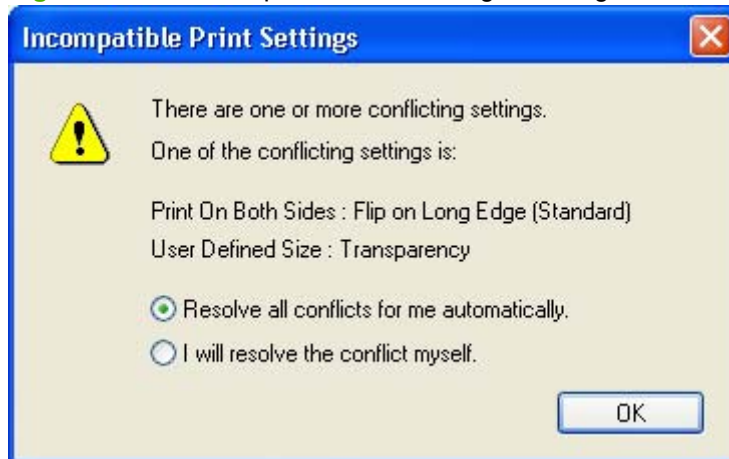 Incompatible Print Settings
There are one or more conflicting settings.
One of the conflicting settings is:
Print On Both Sides : Flip on Long Edge (Standard)
User Defined Size : Transparency
Resolve all conflicts for me automatically.
I will resolve the conflict myself.
OK